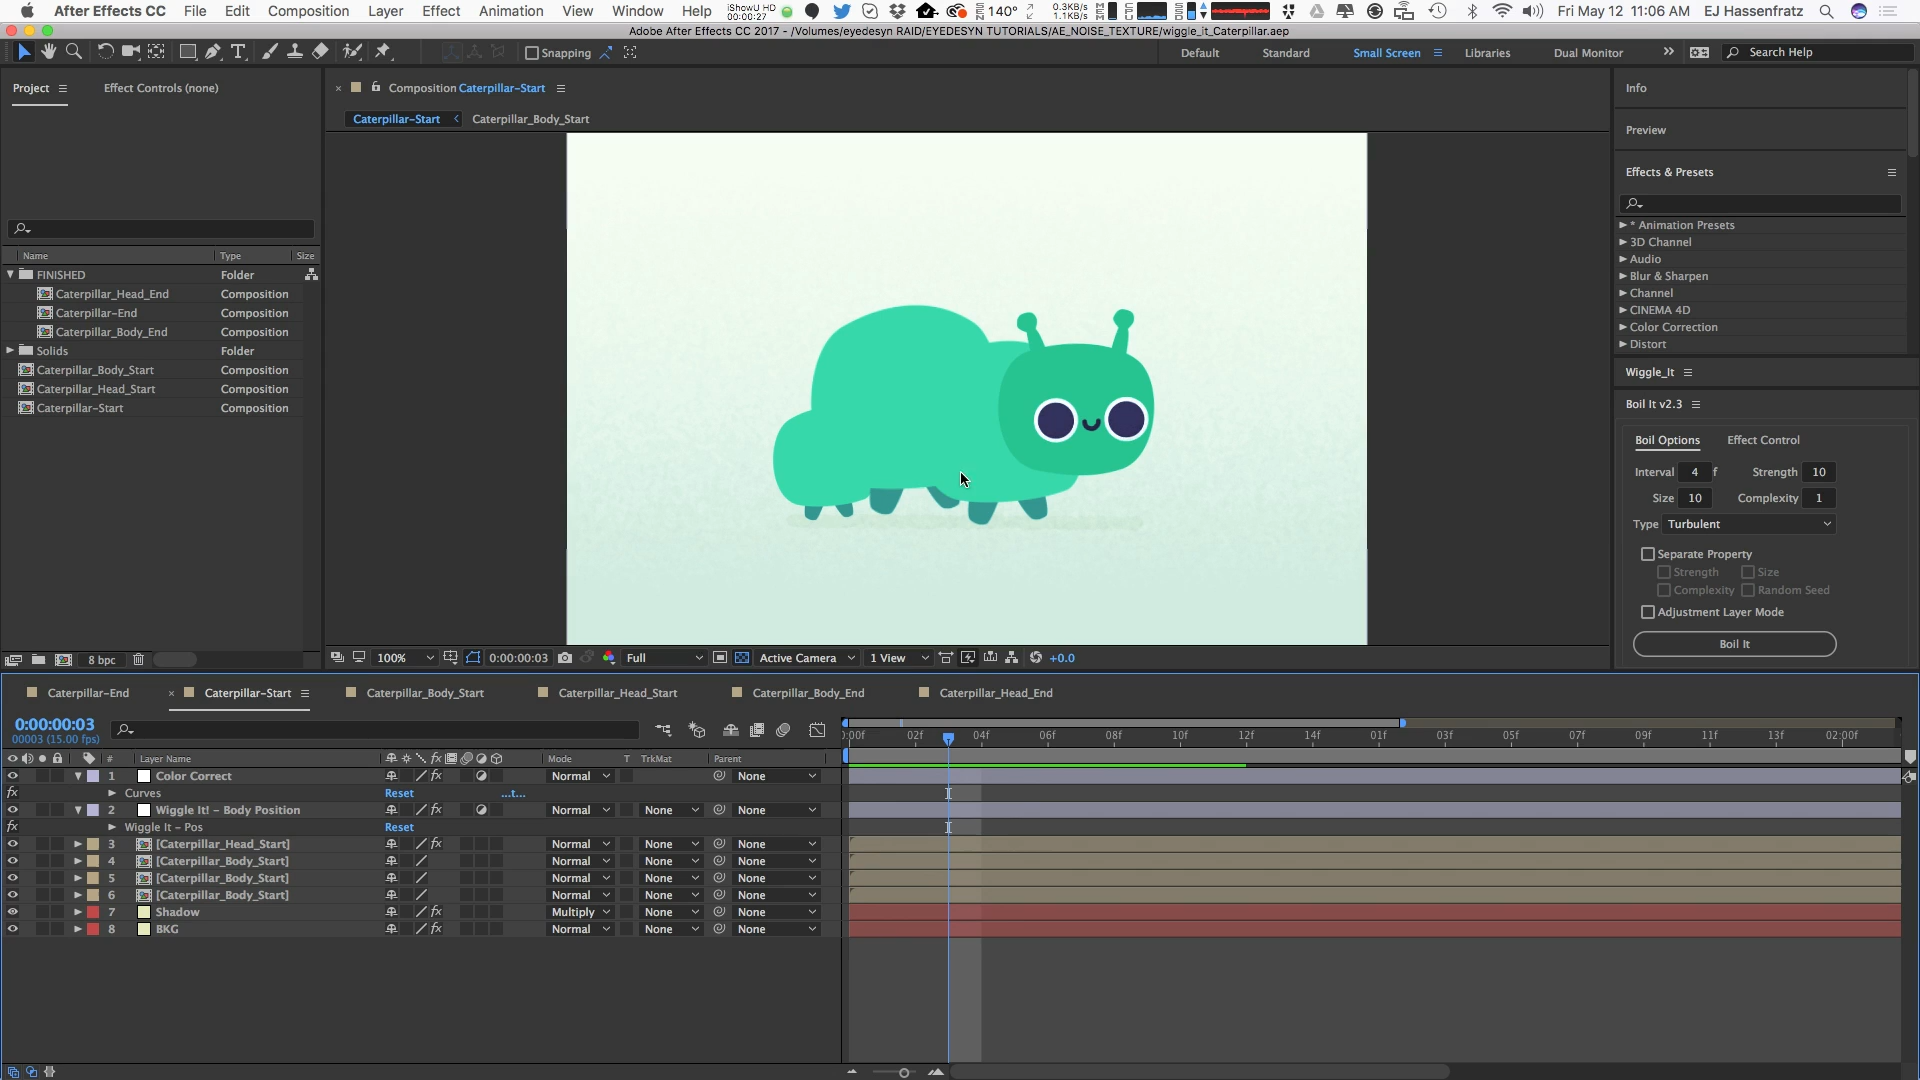 After Effects CC File Edit Composition Layer Effect Animation View Window Help iShowU HD 00:00:27 140° 0.3KB/s 1.1KB/s Fri May 12 11:06 AM EJ Hassenfratz
Adobe After Effects CC 2017 - /Volumes/eyedesyn RAID/EYEDESYN TUTORIALS/AE_NOISE_TEXTURE/wiggle_it_Caterpillar.aep
Snapping Default Standard Small Screen Libraries Dual Monitor Search Help
Project Effect Controls (none) Composition Caterpillar-Start Info
Caterpillar-Start Caterpillar_Body_Start
Preview
Effects & Presets
* Animation Presets
3D Channel
Audio
Blur & Sharpen
Channel
CINEMA 4D
Color Correction
Distort
Name Type Size
FINISHED Folder
Caterpillar_Head_End Composition
Caterpillar-End Composition
Caterpillar_Body_End Composition
Solids Folder
Caterpillar_Body_Start Composition
Caterpillar_Head_Start Composition
Caterpillar-Start Composition
Wiggle_It
Boil It v2.3
Boil Options Effect Control
Interval 4 f Strength 10
Size 10 Complexity 1
Type Turbulent
Separate Property
Strength Size
Complexity Random Seed
Adjustment Layer Mode
Boil It
8 bpc 100% 0:00:00:03 Full Active Camera 1 View +0.0
Caterpillar-End Caterpillar-Start Caterpillar_Body_Start Caterpillar_Head_Start Caterpillar_Body_End Caterpillar_Head_End
0:00:00:03
00003 (15.00 fps)
0:00f 02f 04f 06f 08f 10f 12f 14f 01f 03f 05f 07f 09f 11f 13f 02:00f
# Layer Name Mode T TrkMat Parent
1 Color Correct Normal None
Curves Reset ...t...
2 Wiggle It! - Body Position Normal None None
Wiggle It - Pos Reset
3 [Caterpillar_Head_Start] Normal None None
4 [Caterpillar_Body_Start] Normal None None
5 [Caterpillar_Body_Start] Normal None None
6 [Caterpillar_Body_Start] Normal None None
7 Shadow Multiply None None
8 BKG Normal None None